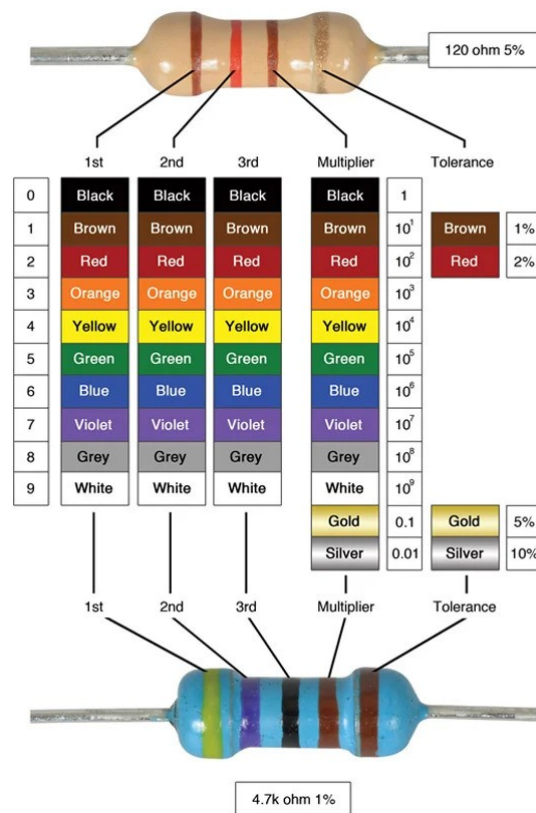 120 ohm 5%
1st 2nd 3rd Multiplier Tolerance
0 Black Black Black Black 1
1 Brown Brown Brown Brown 10¹ Brown 1%
2 Red Red Red Red 10² Red 2%
3 Orange Orange Orange Orange 10³
4 Yellow Yellow Yellow Yellow 10⁴
5 Green Green Green Green 10⁵
6 Blue Blue Blue Blue 10⁶
7 Violet Violet Violet Violet 10⁷
8 Grey Grey Grey Grey 10⁸
9 White White White White 10⁹
Gold 0.1 Gold 5%
Silver 0.01 Silver 10%
1st 2nd 3rd Multiplier Tolerance
4.7k ohm 1%